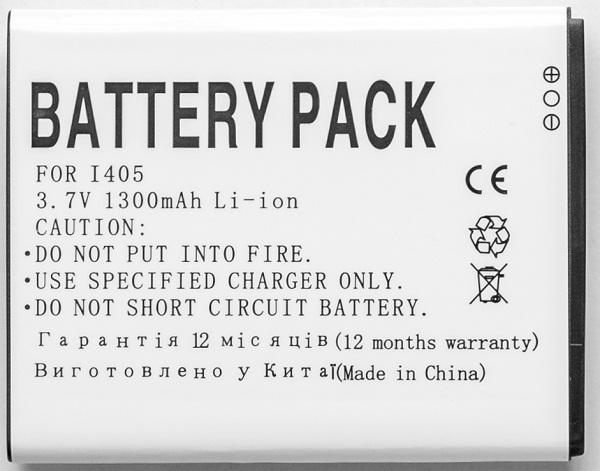 BATTERY PACK
FOR I405
3.7V 1300mAh Li-ion
CAUTION:
·DO NOT PUT INTO FIRE.
·USE SPECIFIED CHARGER ONLY.
·DO NOT SHORT CIRCUIT BATTERY.
Гарантія 12 місяців (12 months warranty)
Виготовлено у Китаї(Made in China)
CE